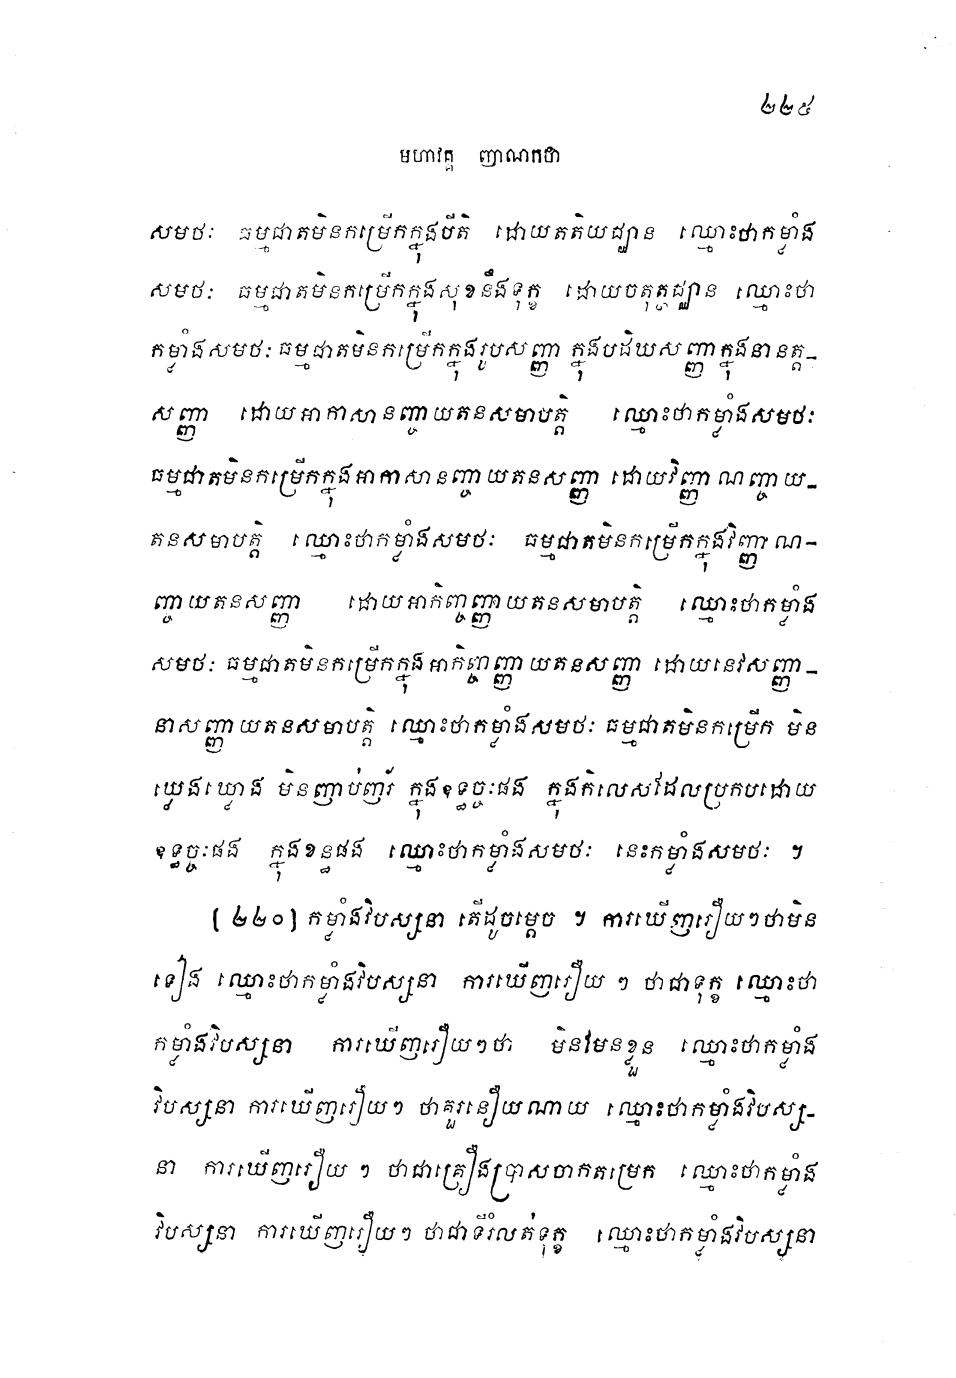 ២២៥
មហាវគ្គ ញាណកថា
សមថៈ ធម្មជាតមិនកម្រើកក្នុងបីតិ ដោយតតិយជ្ឈាន ឈ្មោះថាកម្លាំង
សមថៈ ធម្មជាតមិនកម្រើកក្នុងសុខនឹងទុក្ខ ដោយចតុត្ថជ្ឈាន ឈ្មោះថា
កម្លាំងសមថៈ ធម្មជាតមិនកម្រើកក្នុងរូបសញ្ញា ក្នុងបដិឃសញ្ញាក្នុងនានត្ត-
សញ្ញា ដោយអាកាសានញ្ចាយតនសមាបត្តិ ឈ្មោះថាកម្លាំងសមថៈ
ធម្មជាតមិនកម្រើកក្នុងអាកាសានញ្ចាយតនសញ្ញា ដោយវិញ្ញាណញ្ចាយ-
តនសមាបត្តិ ឈ្មោះថាកម្លាំងសមថៈ ធម្មជាតមិនកម្រើកក្នុងវិញ្ញាណ-
ញ្ចាយតនសញ្ញា ដោយអាកិញ្ចញ្ញាយតនសមាបត្តិ ឈ្មោះថាកម្លាំង
សមថៈ ធម្មជាតមិនកម្រើកក្នុងអាកិញ្ចញ្ញាយតនសញ្ញា ដោយនេវសញ្ញា-
នាសញ្ញាយតនសមាបត្តិ ឈ្មោះថាកម្លាំងសមថៈ ធម្មជាតមិនកម្រើក មិន
ឃ្វេងឃ្វោង មិនញាប់ញ័រ ក្នុងឧទ្ធច្ចៈផង ក្នុងកិលេសដែលប្រកបដោយ
ឧទ្ធច្ចៈផង ក្នុងខន្ធផង ឈ្មោះថាកម្លាំងសមថៈ នេះកម្លាំងសមថៈ ។
(២២០) កម្លាំងវិបស្សនា តើដូចម្តេច ។ ការឃើញរឿយៗថាមិន
ទៀង ឈ្មោះថាកម្លាំងវិបស្សនា ការឃើញរឿយ ៗ ថាជាទុក្ខ ឈ្មោះថា
កម្លាំងវិបស្សនា ការឃើញរឿយៗថា មិនមែនខ្លួន ឈ្មោះថាកម្លាំង
វិបស្សនា ការឃើញរឿយៗ ថាគួរនឿយណាយ ឈ្មោះថាកម្លាំងវិបស្ស-
នា ការឃើញរឿយ ៗ ថាជាគ្រឿងប្រាសចាកតម្រេក ឈ្មោះថាកម្លាំង
វិបស្សនា ការឃើញរឿយៗ ថាជាទីរំលត់ទុក្ខ ឈ្មោះថាកម្លាំងវិបស្សនា